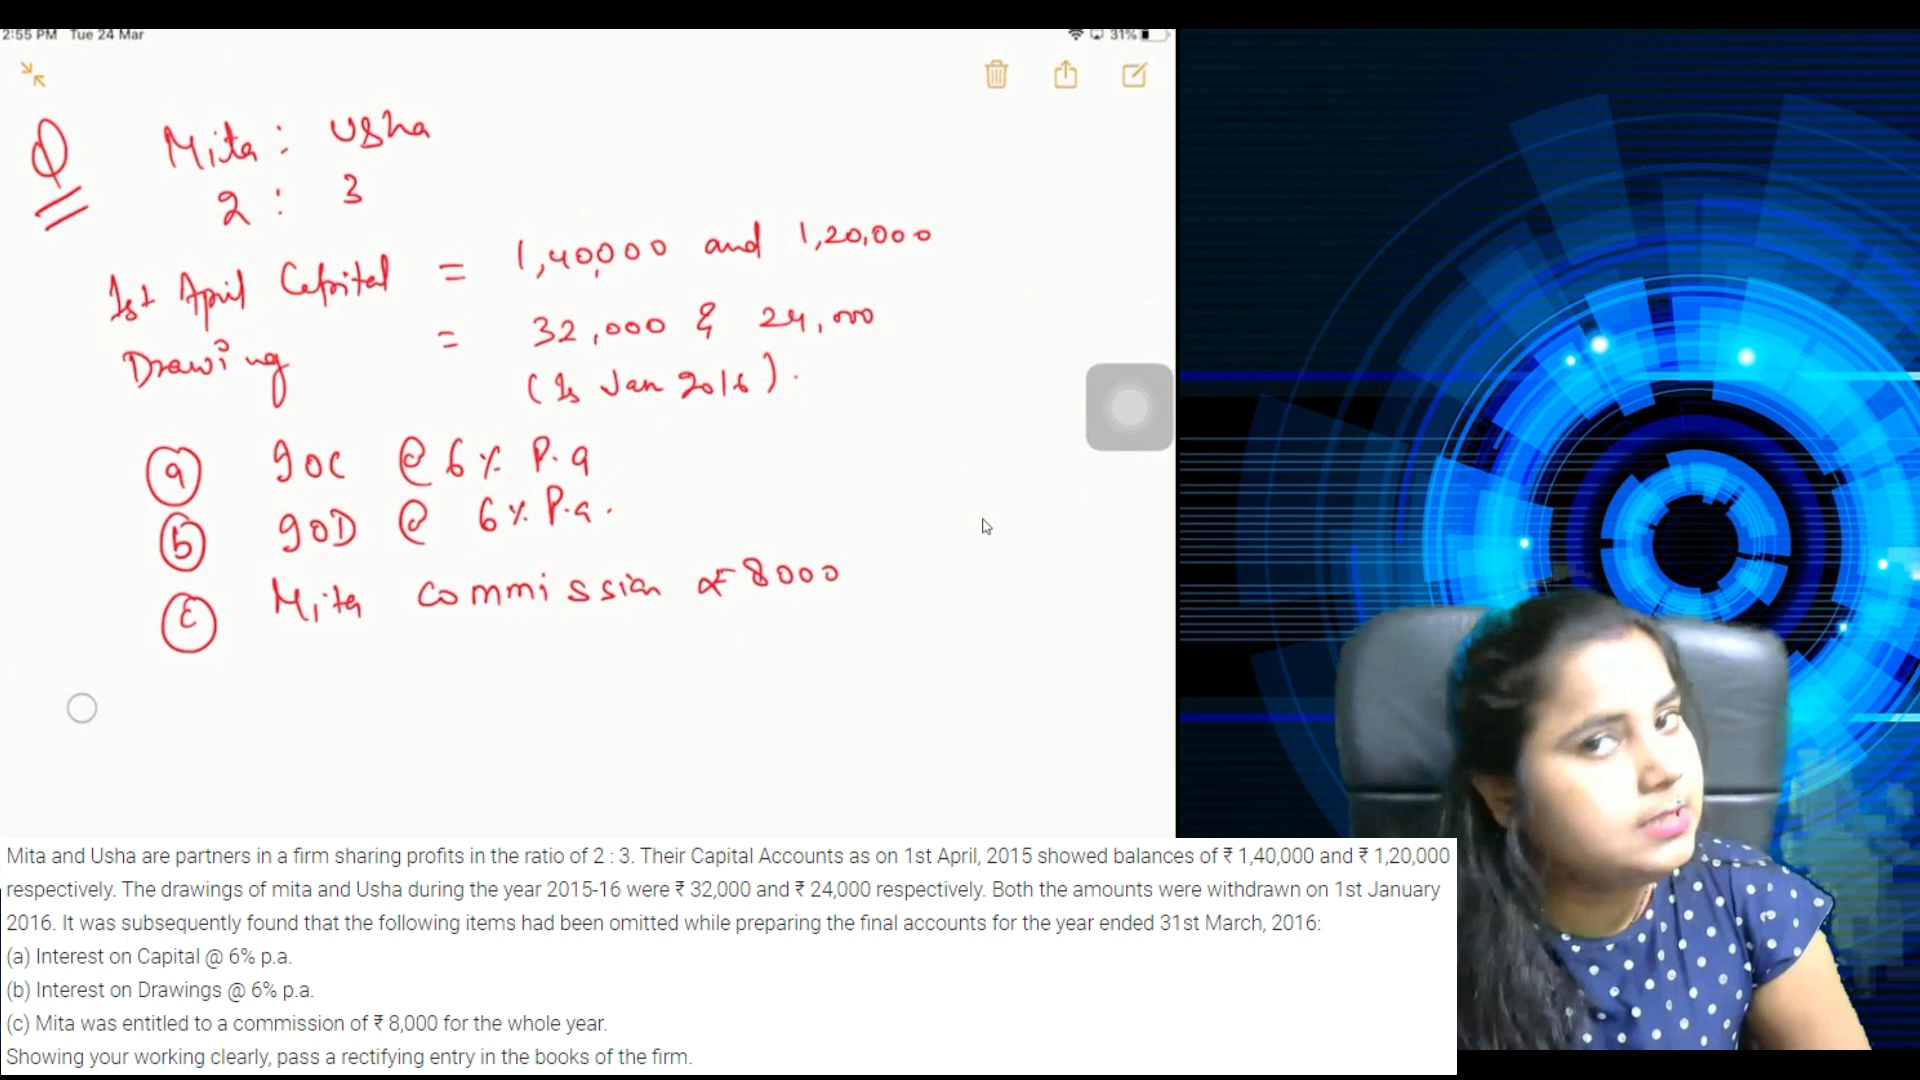 2:55 PM Tue 24 Mar
31%
Q Mita : Usha
2 : 3
1st April Capital = 1,40,000 and 1,20,000
Drawing = 32,000 & 24,000
(1s Jan 2016).
(a) IOC @ 6% P.a
(b) IOD @ 6% P.a.
(c) Mita commission of 8000
Mita and Usha are partners in a firm sharing profits in the ratio of 2 : 3. Their Capital Accounts as on 1st April, 2015 showed balances of ₹ 1,40,000 and ₹ 1,20,000
respectively. The drawings of mita and Usha during the year 2015-16 were ₹ 32,000 and ₹ 24,000 respectively. Both the amounts were withdrawn on 1st January
2016. It was subsequently found that the following items had been omitted while preparing the final accounts for the year ended 31st March, 2016:
(a) Interest on Capital @ 6% p.a.
(b) Interest on Drawings @ 6% p.a.
(c) Mita was entitled to a commission of ₹ 8,000 for the whole year.
Showing your working clearly, pass a rectifying entry in the books of the firm.